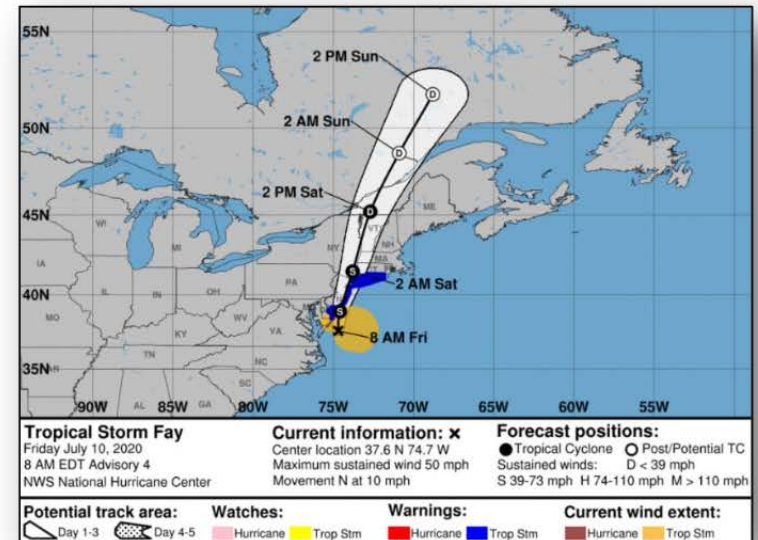 55N
50N
45N
40N
35N
90W
85W
80W
75W
70W
65W
60W
55W
2 PM Sun
2 AM Sun
2 PM Sat
2 AM Sat
8 AM Fri
D
D
D
S
S
WI
MI
IA
IL
IN
OH
PA
NY
VT
NH
MA
ME
MO
KY
WV
VA
TN
NC
SC
AL
GA
Tropical Storm Fay
Friday July 10, 2020
8 AM EDT Advisory 4
NWS National Hurricane Center
Current information: ×
Center location 37.6 N 74.7 W
Maximum sustained wind 50 mph
Movement N at 10 mph
Forecast positions:
Tropical Cyclone Post/Potential TC
Sustained winds: D < 39 mph
S 39-73 mph H 74-110 mph M > 110 mph
Potential track area:
Day 1-3 Day 4-5
Watches:
Hurricane Trop Stm
Warnings:
Hurricane Trop Stm
Current wind extent:
Hurricane Trop Stm